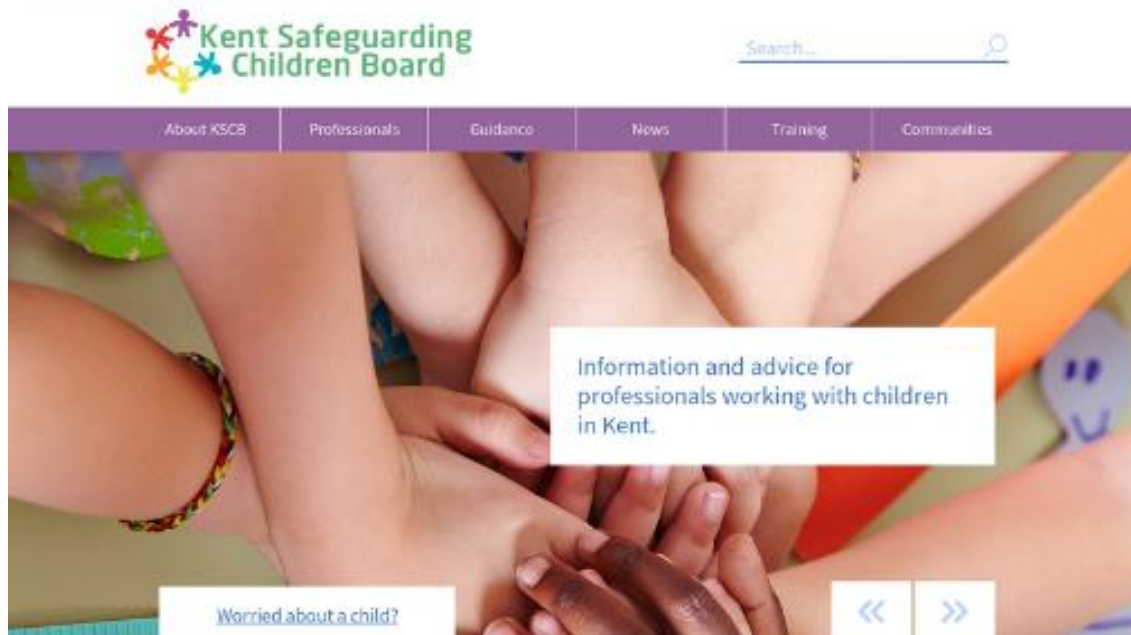 Kent Safeguarding
Children Board
Search...
About KSCB
Professionals
Guidance
News
Training
Communities
Information and advice for
professionals working with children
in Kent.
Worried about a child?